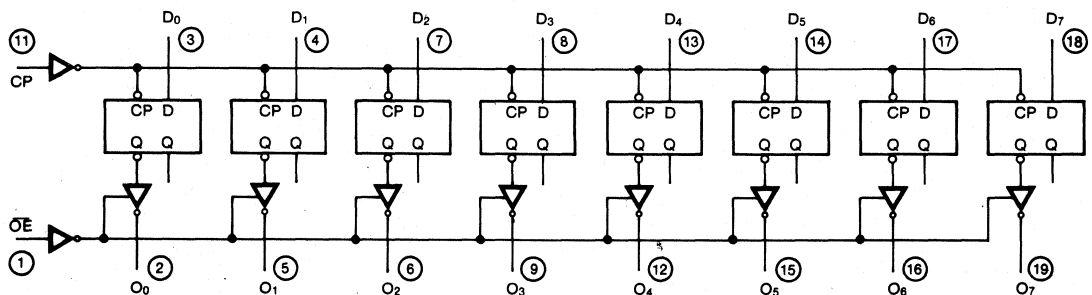 D0 D1 D2 D3 D4 D5 D6 D7
11 3 4 7 8 13 14 17 18
CP
CP D CP D CP D CP D CP D CP D CP D CP D
Q Q Q Q Q Q Q Q Q Q Q Q Q Q Q Q
OE
1 2 5 6 9 12 15 16 19
O0 O1 O2 O3 O4 O5 O6 O7